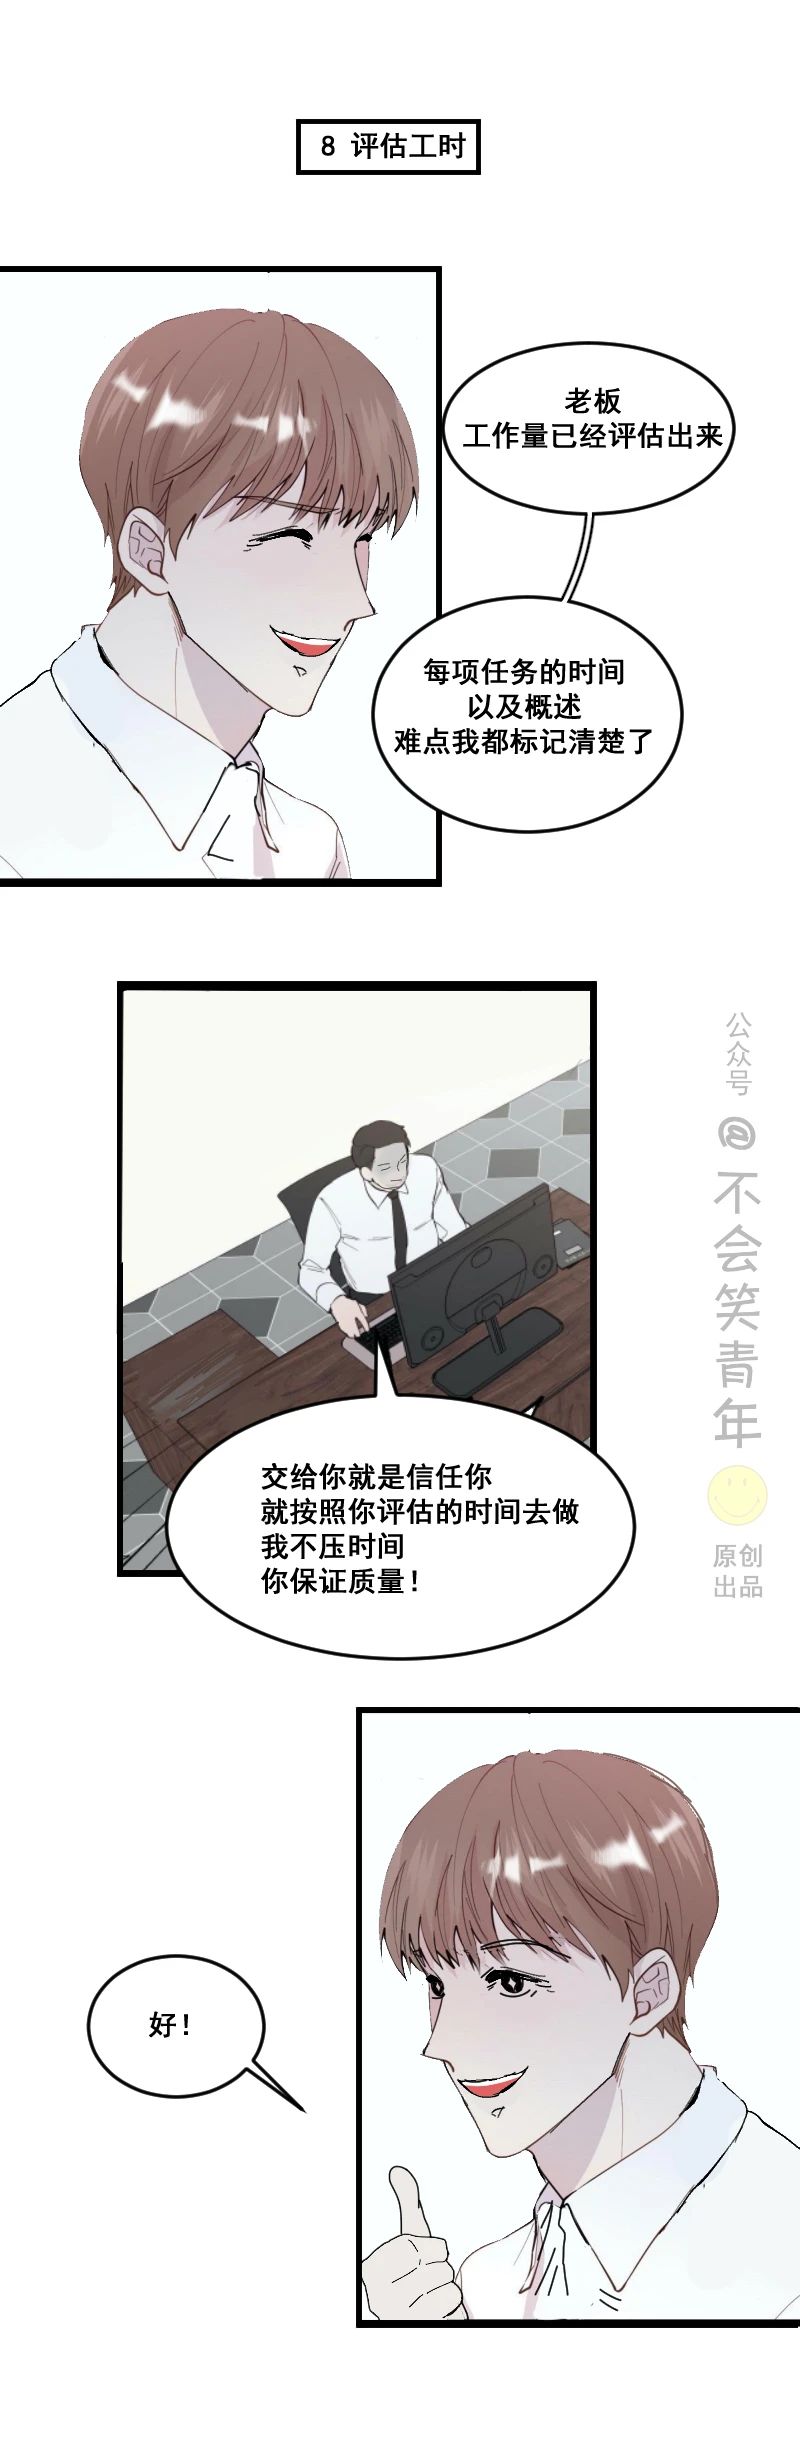 8 评估工时
老板
工作量已经评估出来
每项任务的时间
以及概述
难点我都标记清楚了
公众号
@不会笑青年
原创
出品
交给你就是信任你
就按照你评估的时间去做
我不压时间
你保证质量！
好！